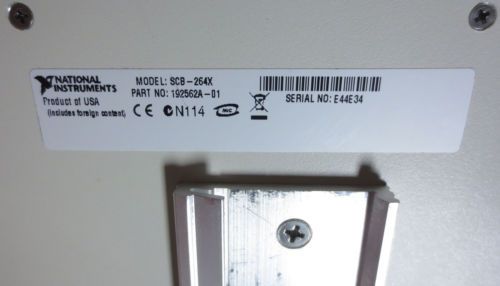 NATIONAL
INSTRUMENTS
Product of USA
(includes foreign content)
MODEL: SCB-264X
PART NO: 192562A-01
CE N114
SERIAL NO: E44E34